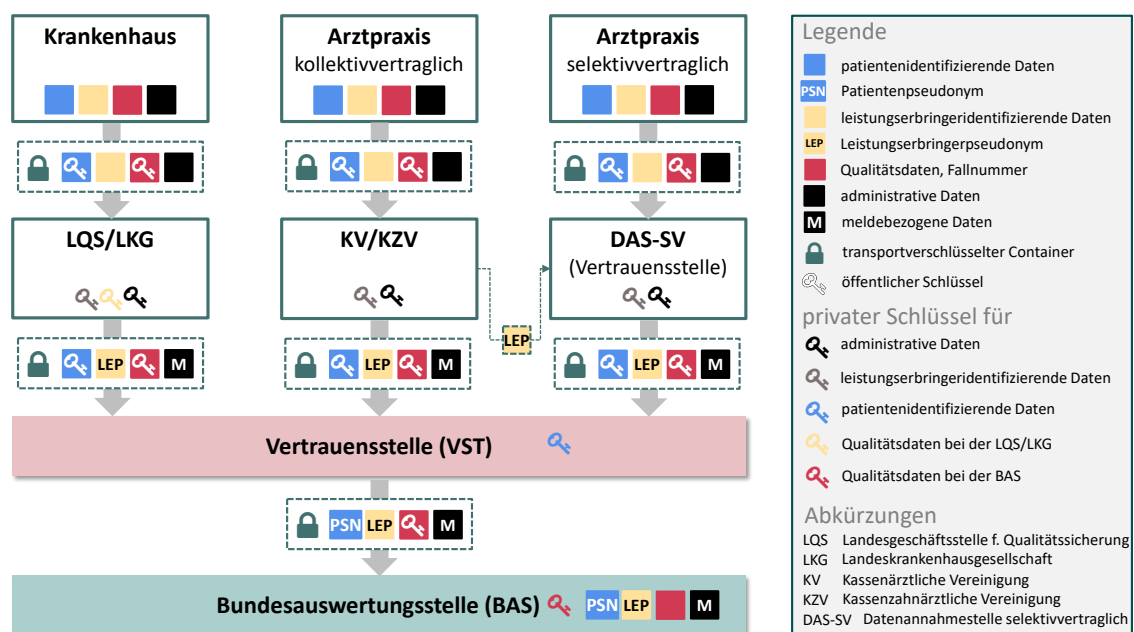 Krankenhaus
Arztpraxis
kollektivvertraglich
Arztpraxis
selektivvertraglich
LQS/LKG
KV/KZV
DAS-SV
(Vertrauensstelle)
LEP
LEP
M
LEP
M
LEP
M
Vertrauensstelle (VST)
PSN
LEP
M
Bundesauswertungsstelle (BAS)
PSN
LEP
M
Legende
patientenidentifizierende Daten
PSN
Patientenpseudonym
leistungserbringeridentifizierende Daten
LEP
Leistungserbringerpseudonym
Qualitätsdaten, Fallnummer
administrative Daten
M
meldebezogene Daten
transportverschlüsselter Container
öffentlicher Schlüssel
privater Schlüssel für
administrative Daten
leistungserbringeridentifizierende Daten
patientenidentifizierende Daten
Qualitätsdaten bei der LQS/LKG
Qualitätsdaten bei der BAS
Abkürzungen
LQS Landesgeschäftsstelle f. Qualitätssicherung
LKG Landeskrankenhausgesellschaft
KV Kassenärztliche Vereinigung
KZV Kassenzahnärztliche Vereinigung
DAS-SV Datenannahmestelle selektivvertraglich